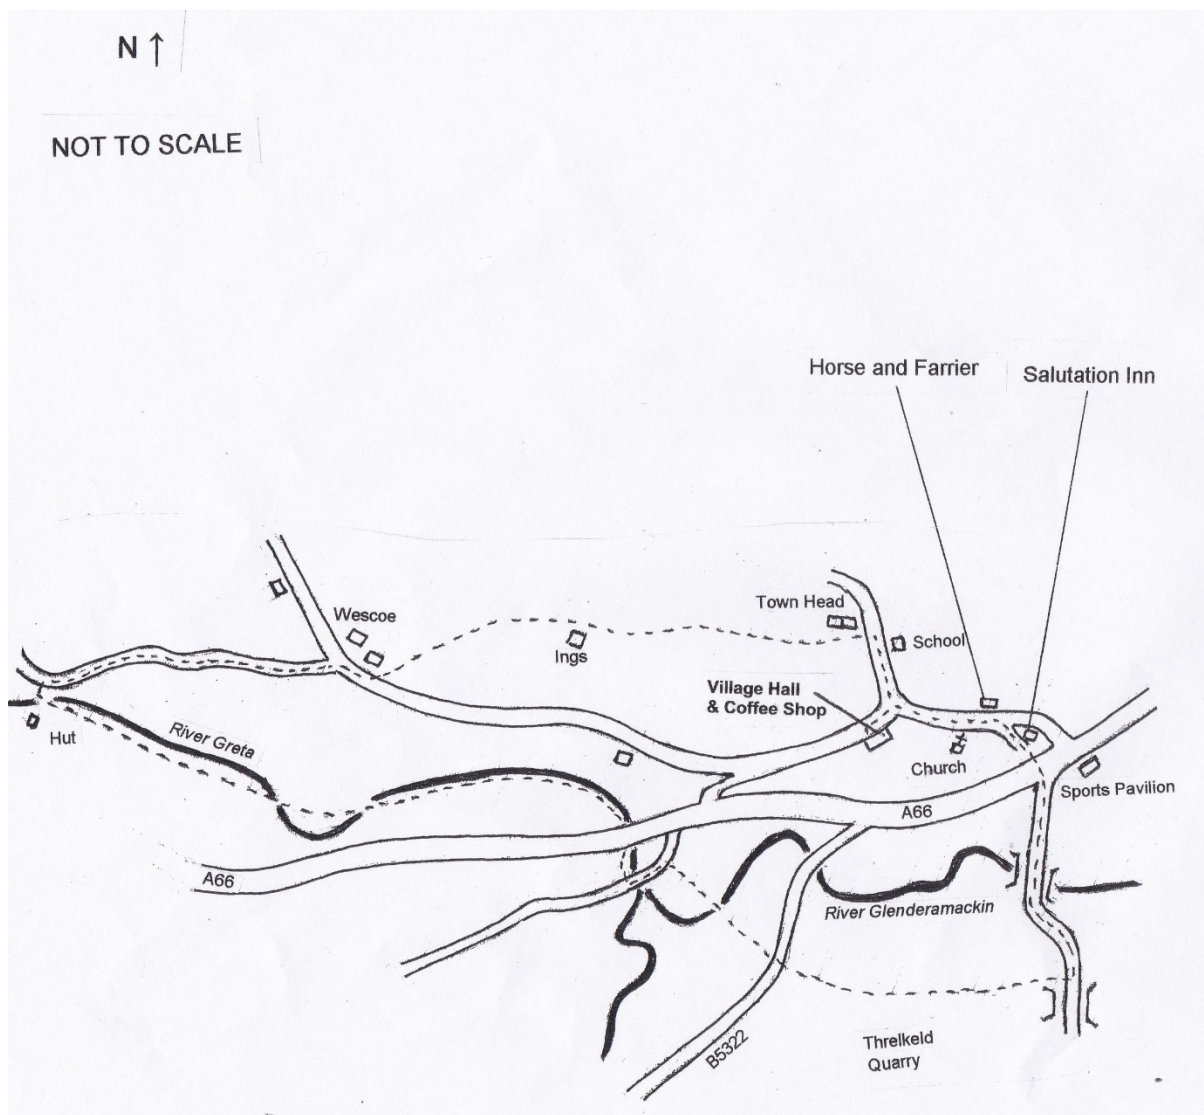 N ↑
NOT TO SCALE
Horse and Farrier
Salutation Inn
Town Head
Wescoe
School
Ings
Village Hall
& Coffee Shop
River Greta
Hut
Church
Sports Pavilion
A66
A66
River Glenderamackin
B5322
Threlkeld
Quarry